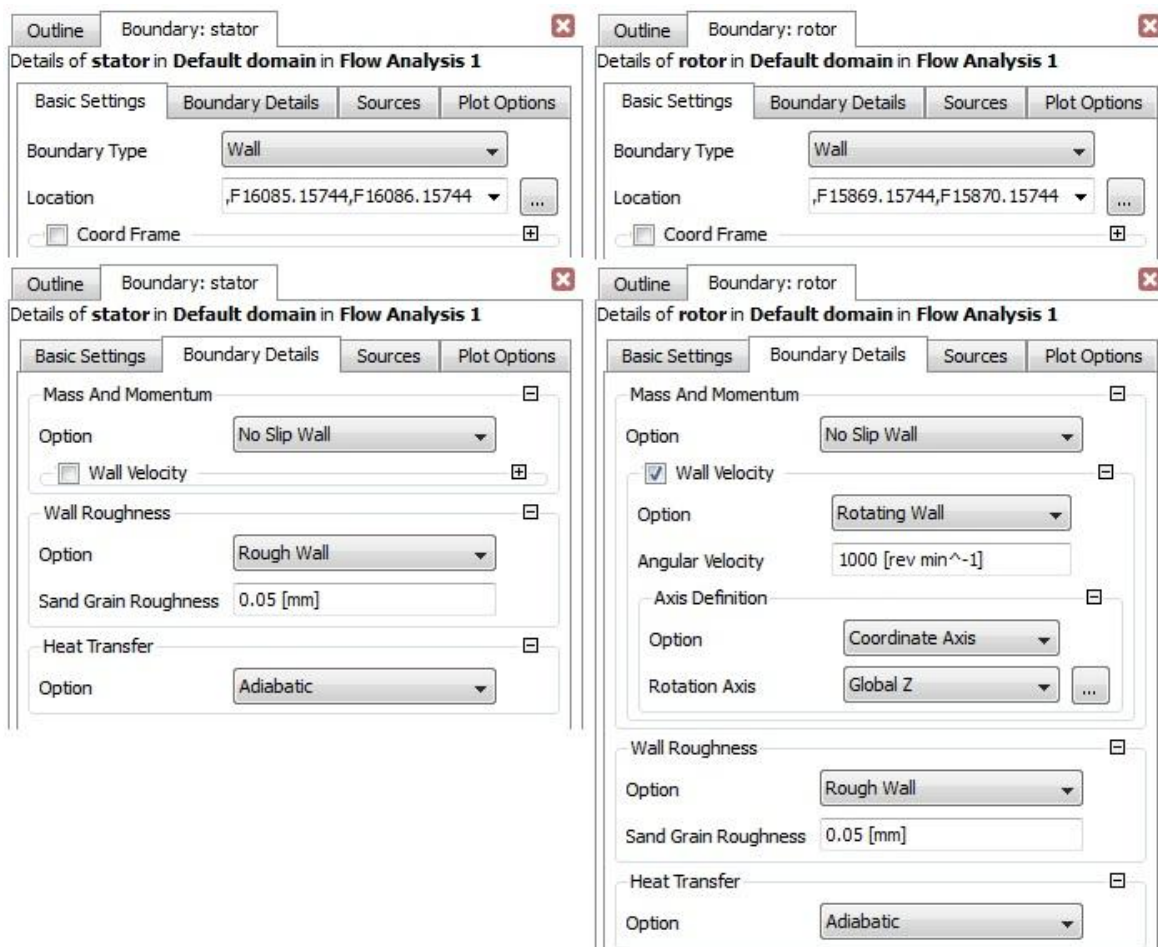 Outline Boundary: stator
Details of stator in Default domain in Flow Analysis 1
Basic Settings Boundary Details Sources Plot Options
Boundary Type Wall
Location ,F16085.15744,F16086.15744 ...
Coord Frame
Outline Boundary: rotor
Details of rotor in Default domain in Flow Analysis 1
Basic Settings Boundary Details Sources Plot Options
Boundary Type Wall
Location ,F15869.15744,F15870.15744 ...
Coord Frame
Outline Boundary: stator
Details of stator in Default domain in Flow Analysis 1
Basic Settings Boundary Details Sources Plot Options
Mass And Momentum
Option No Slip Wall
Wall Velocity
Wall Roughness
Option Rough Wall
Sand Grain Roughness 0.05 [mm]
Heat Transfer
Option Adiabatic
Outline Boundary: rotor
Details of rotor in Default domain in Flow Analysis 1
Basic Settings Boundary Details Sources Plot Options
Mass And Momentum
Option No Slip Wall
Wall Velocity
Option Rotating Wall
Angular Velocity 1000 [rev min^-1]
Axis Definition
Option Coordinate Axis
Rotation Axis Global Z ...
Wall Roughness
Option Rough Wall
Sand Grain Roughness 0.05 [mm]
Heat Transfer
Option Adiabatic